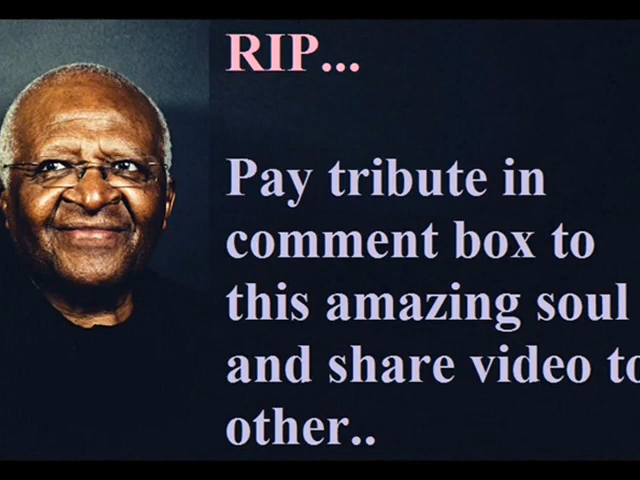 RIP...
Pay tribute in
comment box to
this amazing soul
and share video to
other..